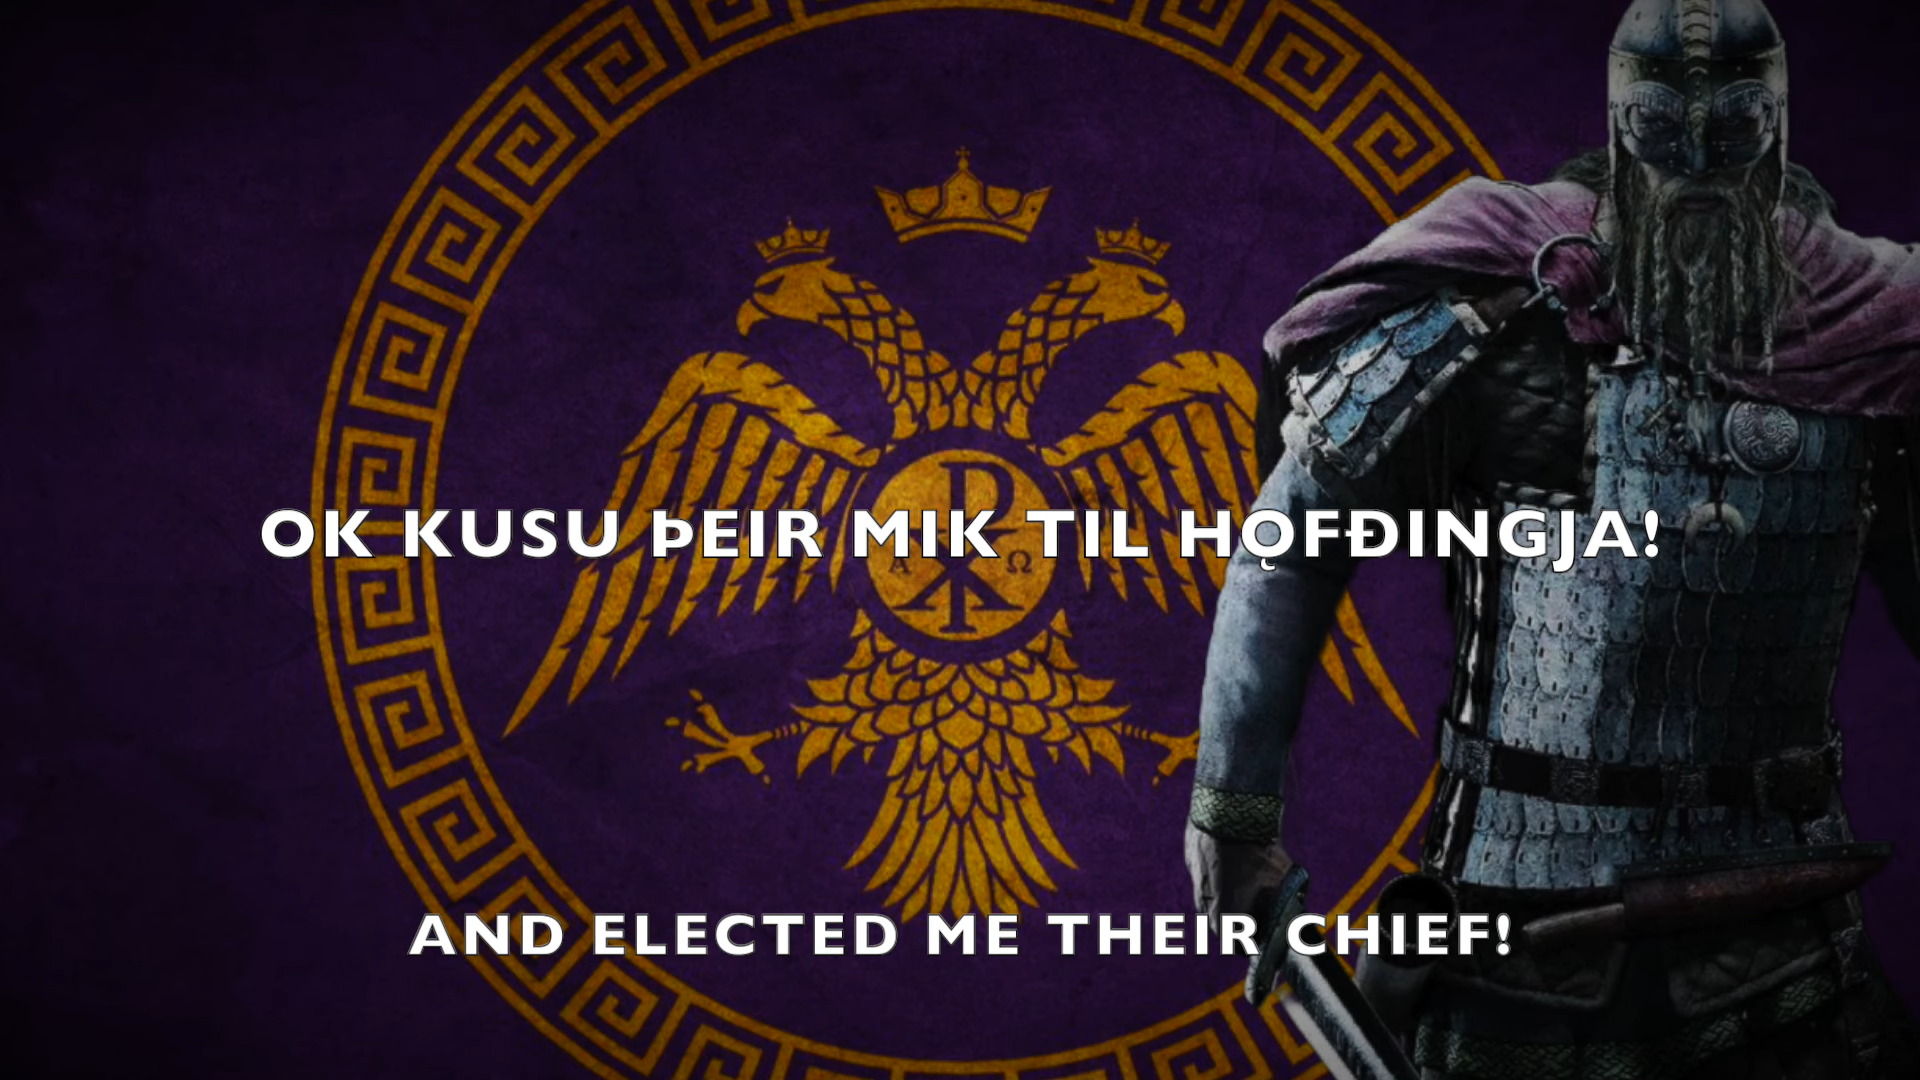 OK KUSU ÞEIR MIK TIL HǪFÐINGJA!
Α Ω
AND ELECTED ME THEIR CHIEF!